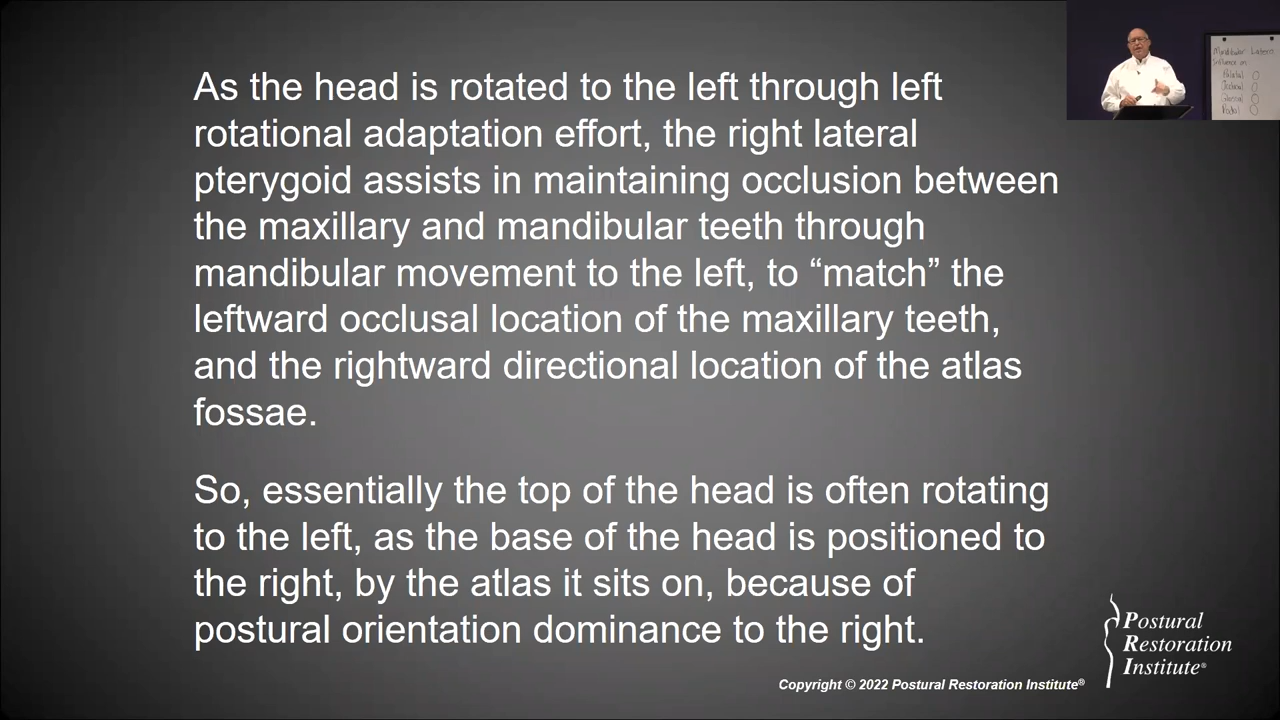 As the head is rotated to the left through left
rotational adaptation effort, the right lateral
pterygoid assists in maintaining occlusion between
the maxillary and mandibular teeth through
mandibular movement to the left, to “match” the
leftward occlusal location of the maxillary teeth,
and the rightward directional location of the atlas
fossae.
So, essentially the top of the head is often rotating
to the left, as the base of the head is positioned to
the right, by the atlas it sits on, because of
postural orientation dominance to the right.
Mandibular
influence on
Postural
Restoration
Institute®
Copyright © 2022 Postural Restoration Institute®